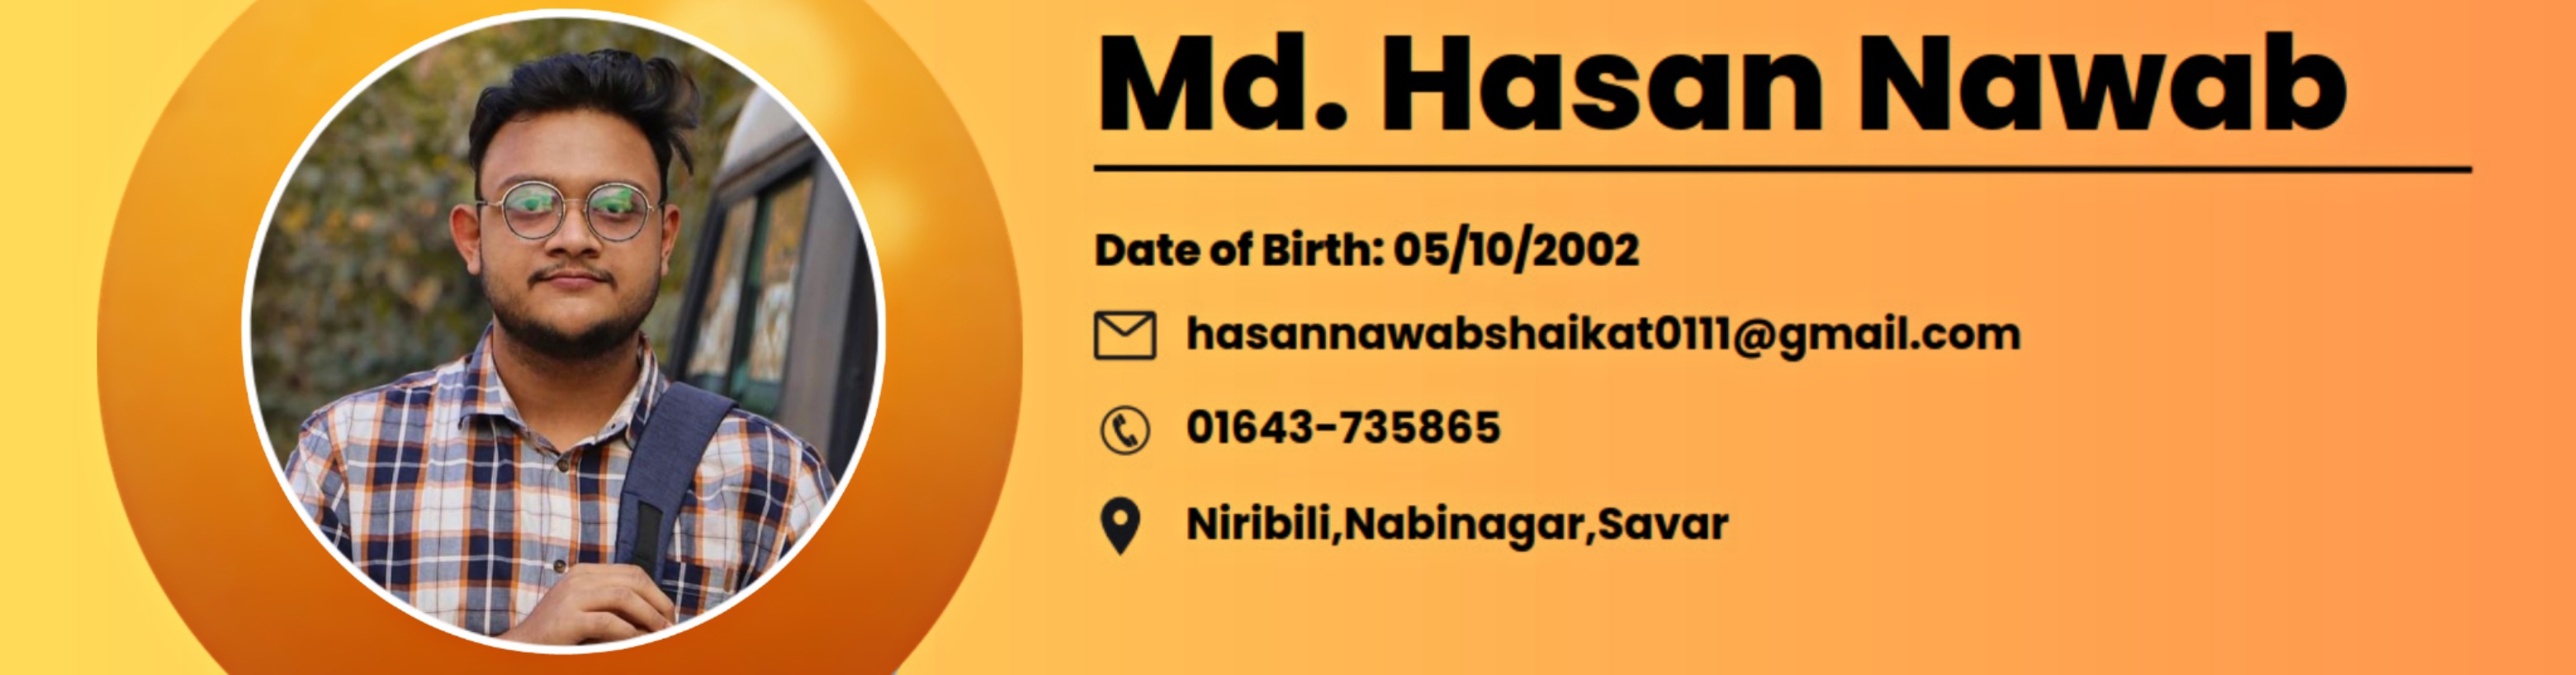 Md. Hasan Nawab
Date of Birth: 05/10/2002
hasannawabshaikat0111@gmail.com
01643-735865
Niribili,Nabinagar,Savar